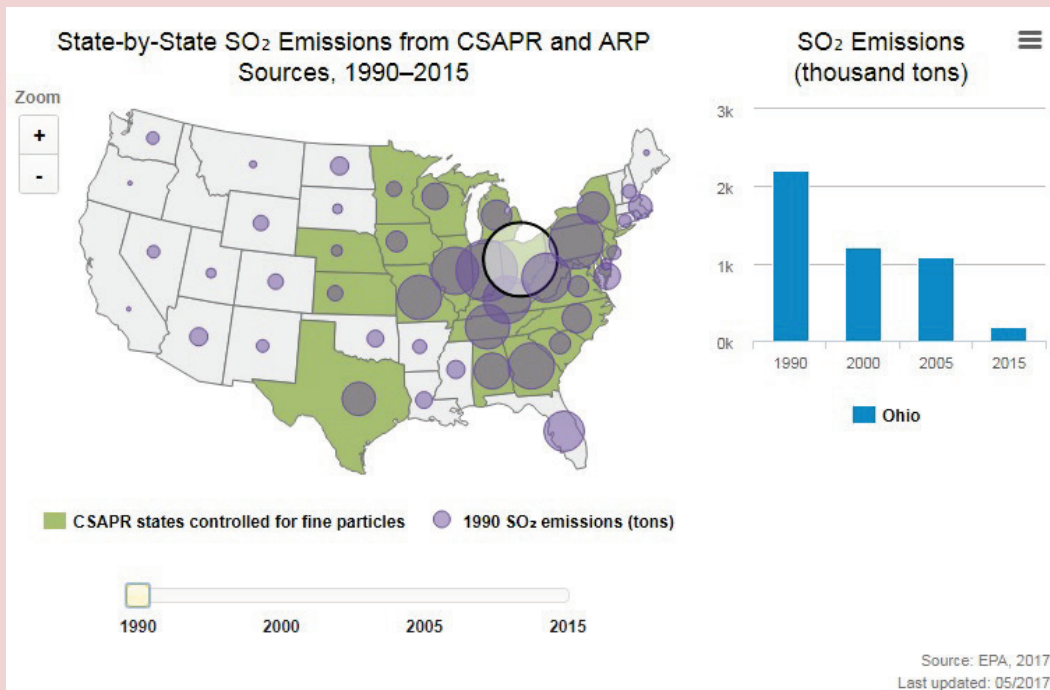 State-by-State SO₂ Emissions from CSAPR and ARP
Sources, 1990–2015
Zoom
+
-
CSAPR states controlled for fine particles
1990 SO₂ emissions (tons)
1990
2000
2005
2015
SO₂ Emissions
(thousand tons)
3k
2k
1k
0k
1990
2000
2005
2015
Ohio
Source: EPA, 2017
Last updated: 05/2017